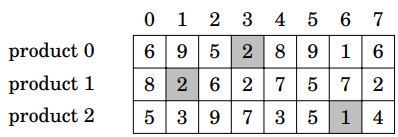 0 1 2 3 4 5 6 7
product 0 6 9 5 2 8 9 1 6
product 1 8 2 6 2 7 5 7 2
product 2 5 3 9 7 3 5 1 4